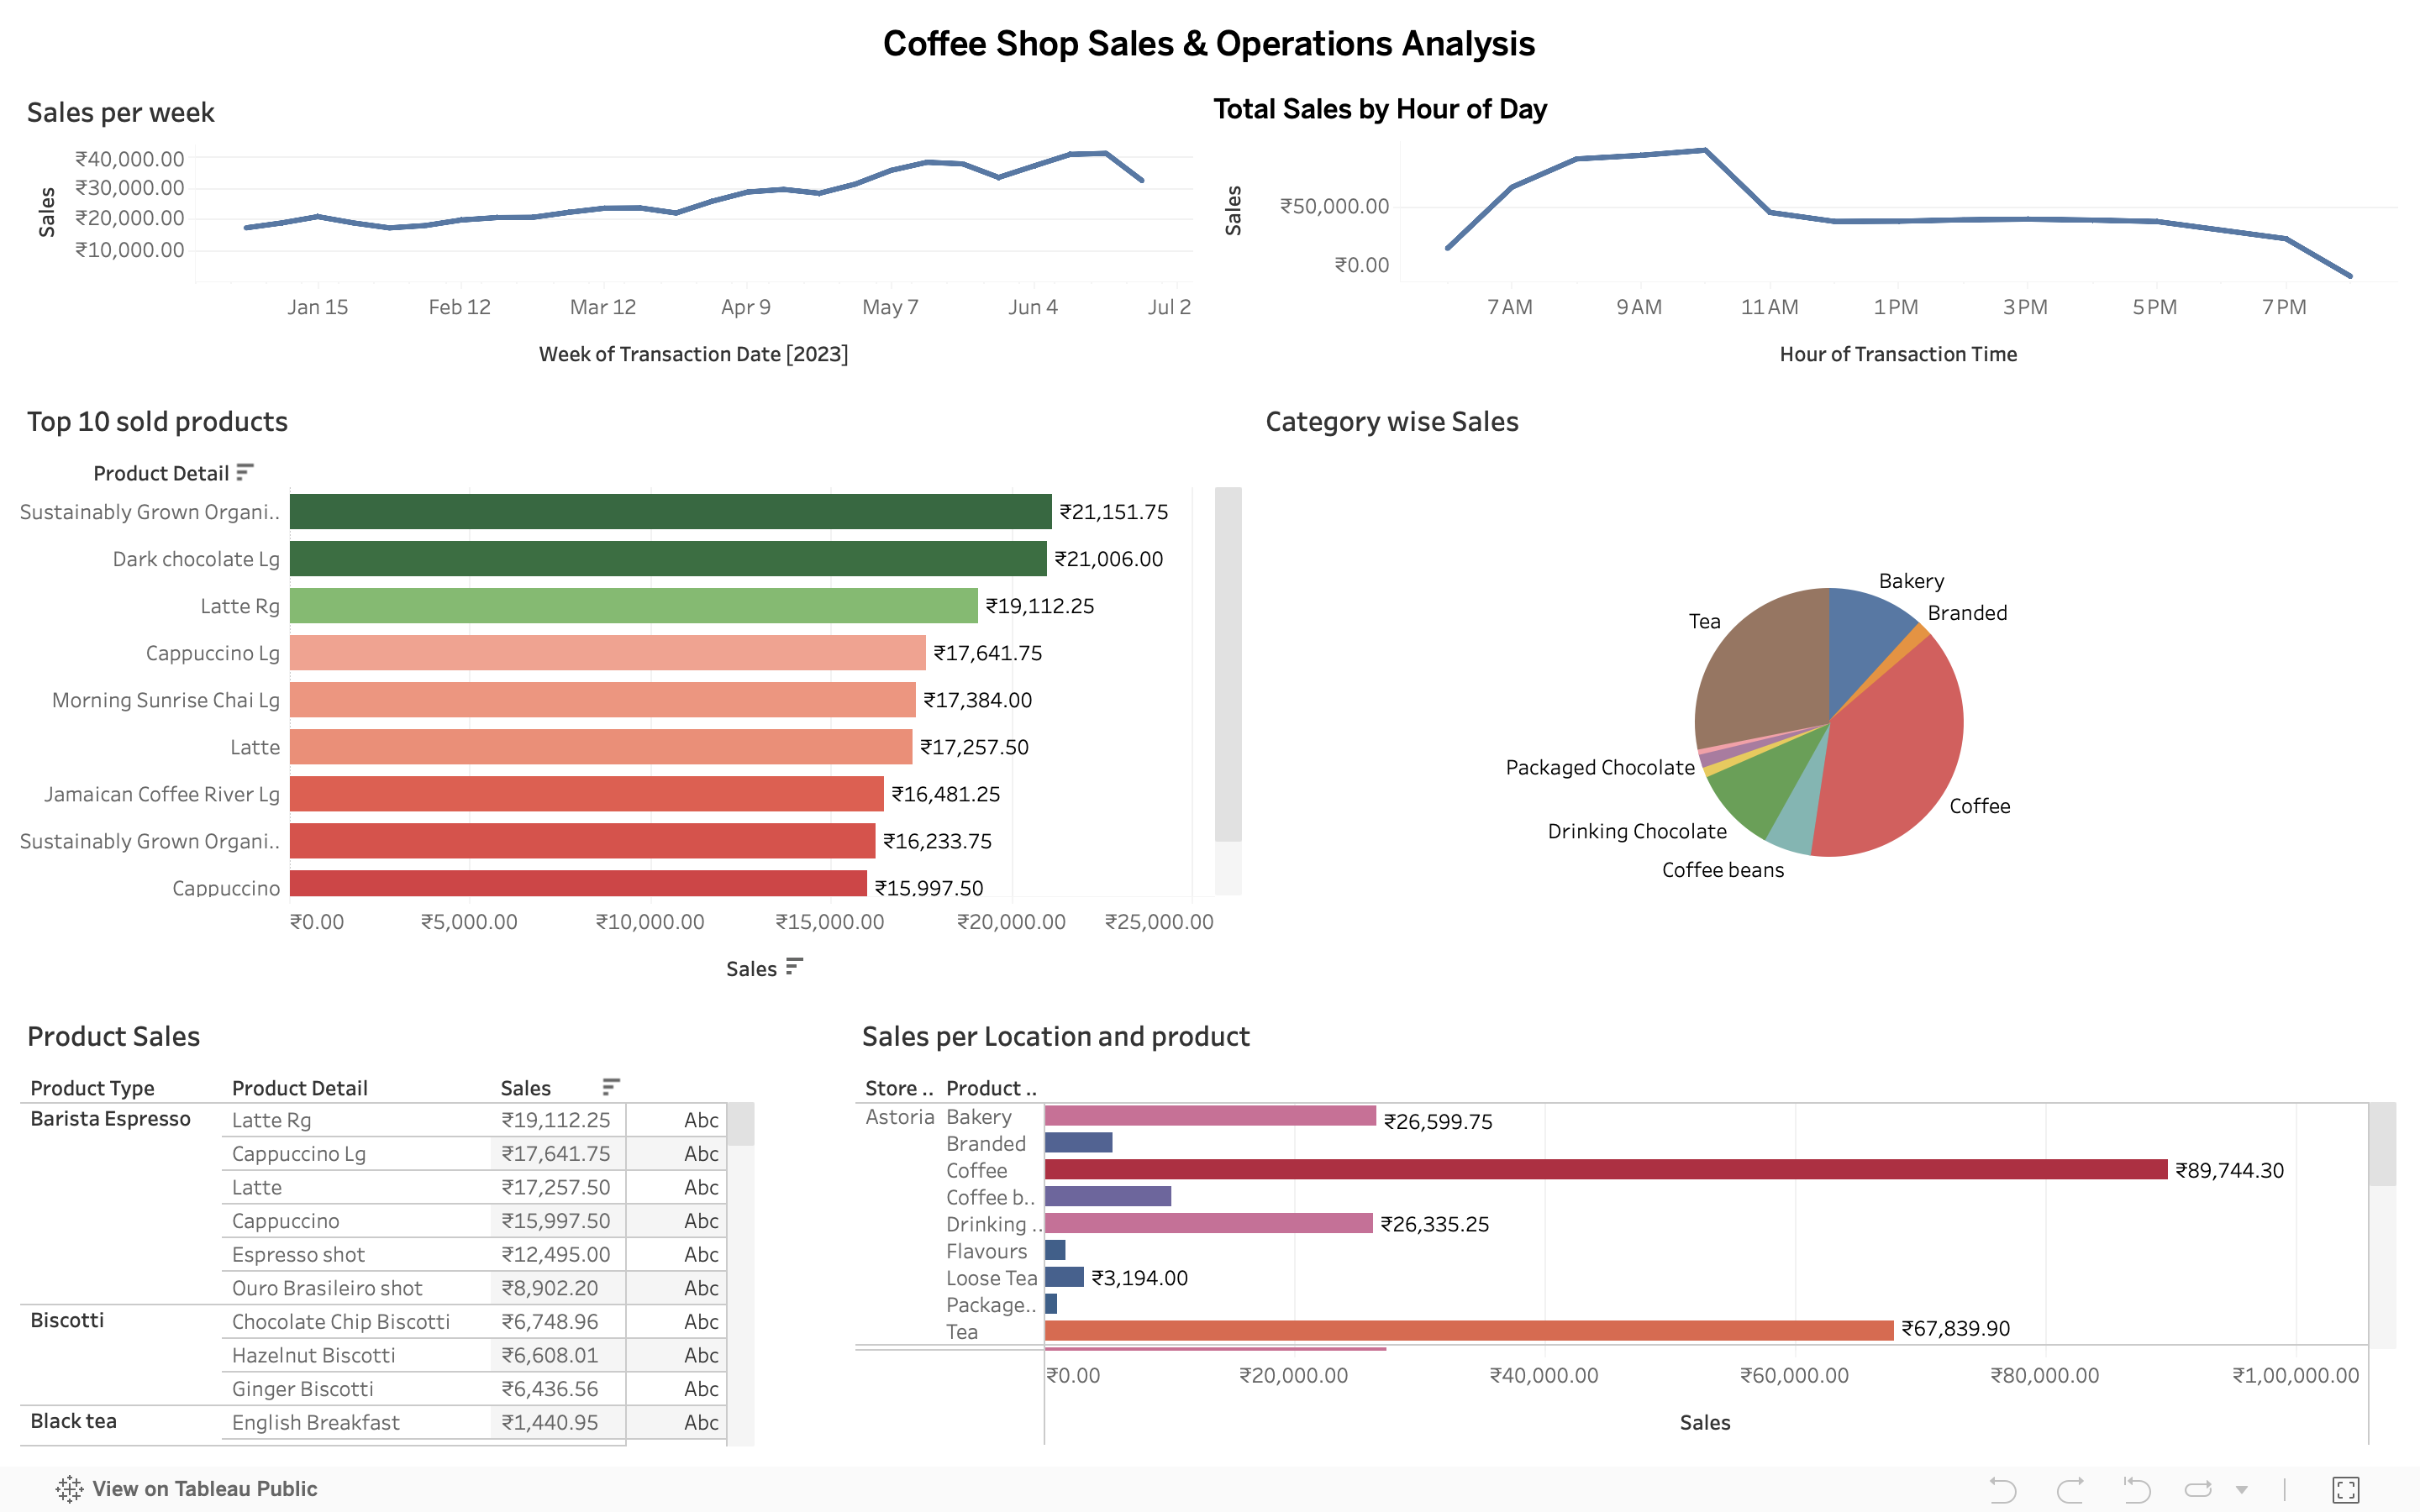 Coffee Shop Sales & Operations Analysis
Sales per week
Sales
₹40,000.00
₹30,000.00
₹20,000.00
₹10,000.00
Jan 15 Feb 12 Mar 12 Apr 9 May 7 Jun 4 Jul 2
Week of Transaction Date [2023]
Total Sales by Hour of Day
Sales
₹50,000.00
₹0.00
7 AM 9 AM 11 AM 1 PM 3 PM 5 PM 7 PM
Hour of Transaction Time
Top 10 sold products
Product Detail
Sustainably Grown Organi.. ₹21,151.75
Dark chocolate Lg ₹21,006.00
Latte Rg ₹19,112.25
Cappuccino Lg ₹17,641.75
Morning Sunrise Chai Lg ₹17,384.00
Latte ₹17,257.50
Jamaican Coffee River Lg ₹16,481.25
Sustainably Grown Organi.. ₹16,233.75
Cappuccino ₹15,997.50
₹0.00 ₹5,000.00 ₹10,000.00 ₹15,000.00 ₹20,000.00 ₹25,000.00
Sales
Category wise Sales
Bakery
Branded
Tea
Packaged Chocolate
Coffee
Drinking Chocolate
Coffee beans
Product Sales
Product Type Product Detail Sales
Barista Espresso Latte Rg ₹19,112.25 Abc
Cappuccino Lg ₹17,641.75 Abc
Latte ₹17,257.50 Abc
Cappuccino ₹15,997.50 Abc
Espresso shot ₹12,495.00 Abc
Ouro Brasileiro shot ₹8,902.20 Abc
Biscotti Chocolate Chip Biscotti ₹6,748.96 Abc
Hazelnut Biscotti ₹6,608.01 Abc
Ginger Biscotti ₹6,436.56 Abc
Black tea English Breakfast ₹1,440.95 Abc
Sales per Location and product
Store .. Product ..
Astoria Bakery ₹26,599.75
Branded
Coffee ₹89,744.30
Coffee b..
Drinking .. ₹26,335.25
Flavours
Loose Tea ₹3,194.00
Package..
Tea ₹67,839.90
₹0.00 ₹20,000.00 ₹40,000.00 ₹60,000.00 ₹80,000.00 ₹1,00,000.00
Sales
View on Tableau Public